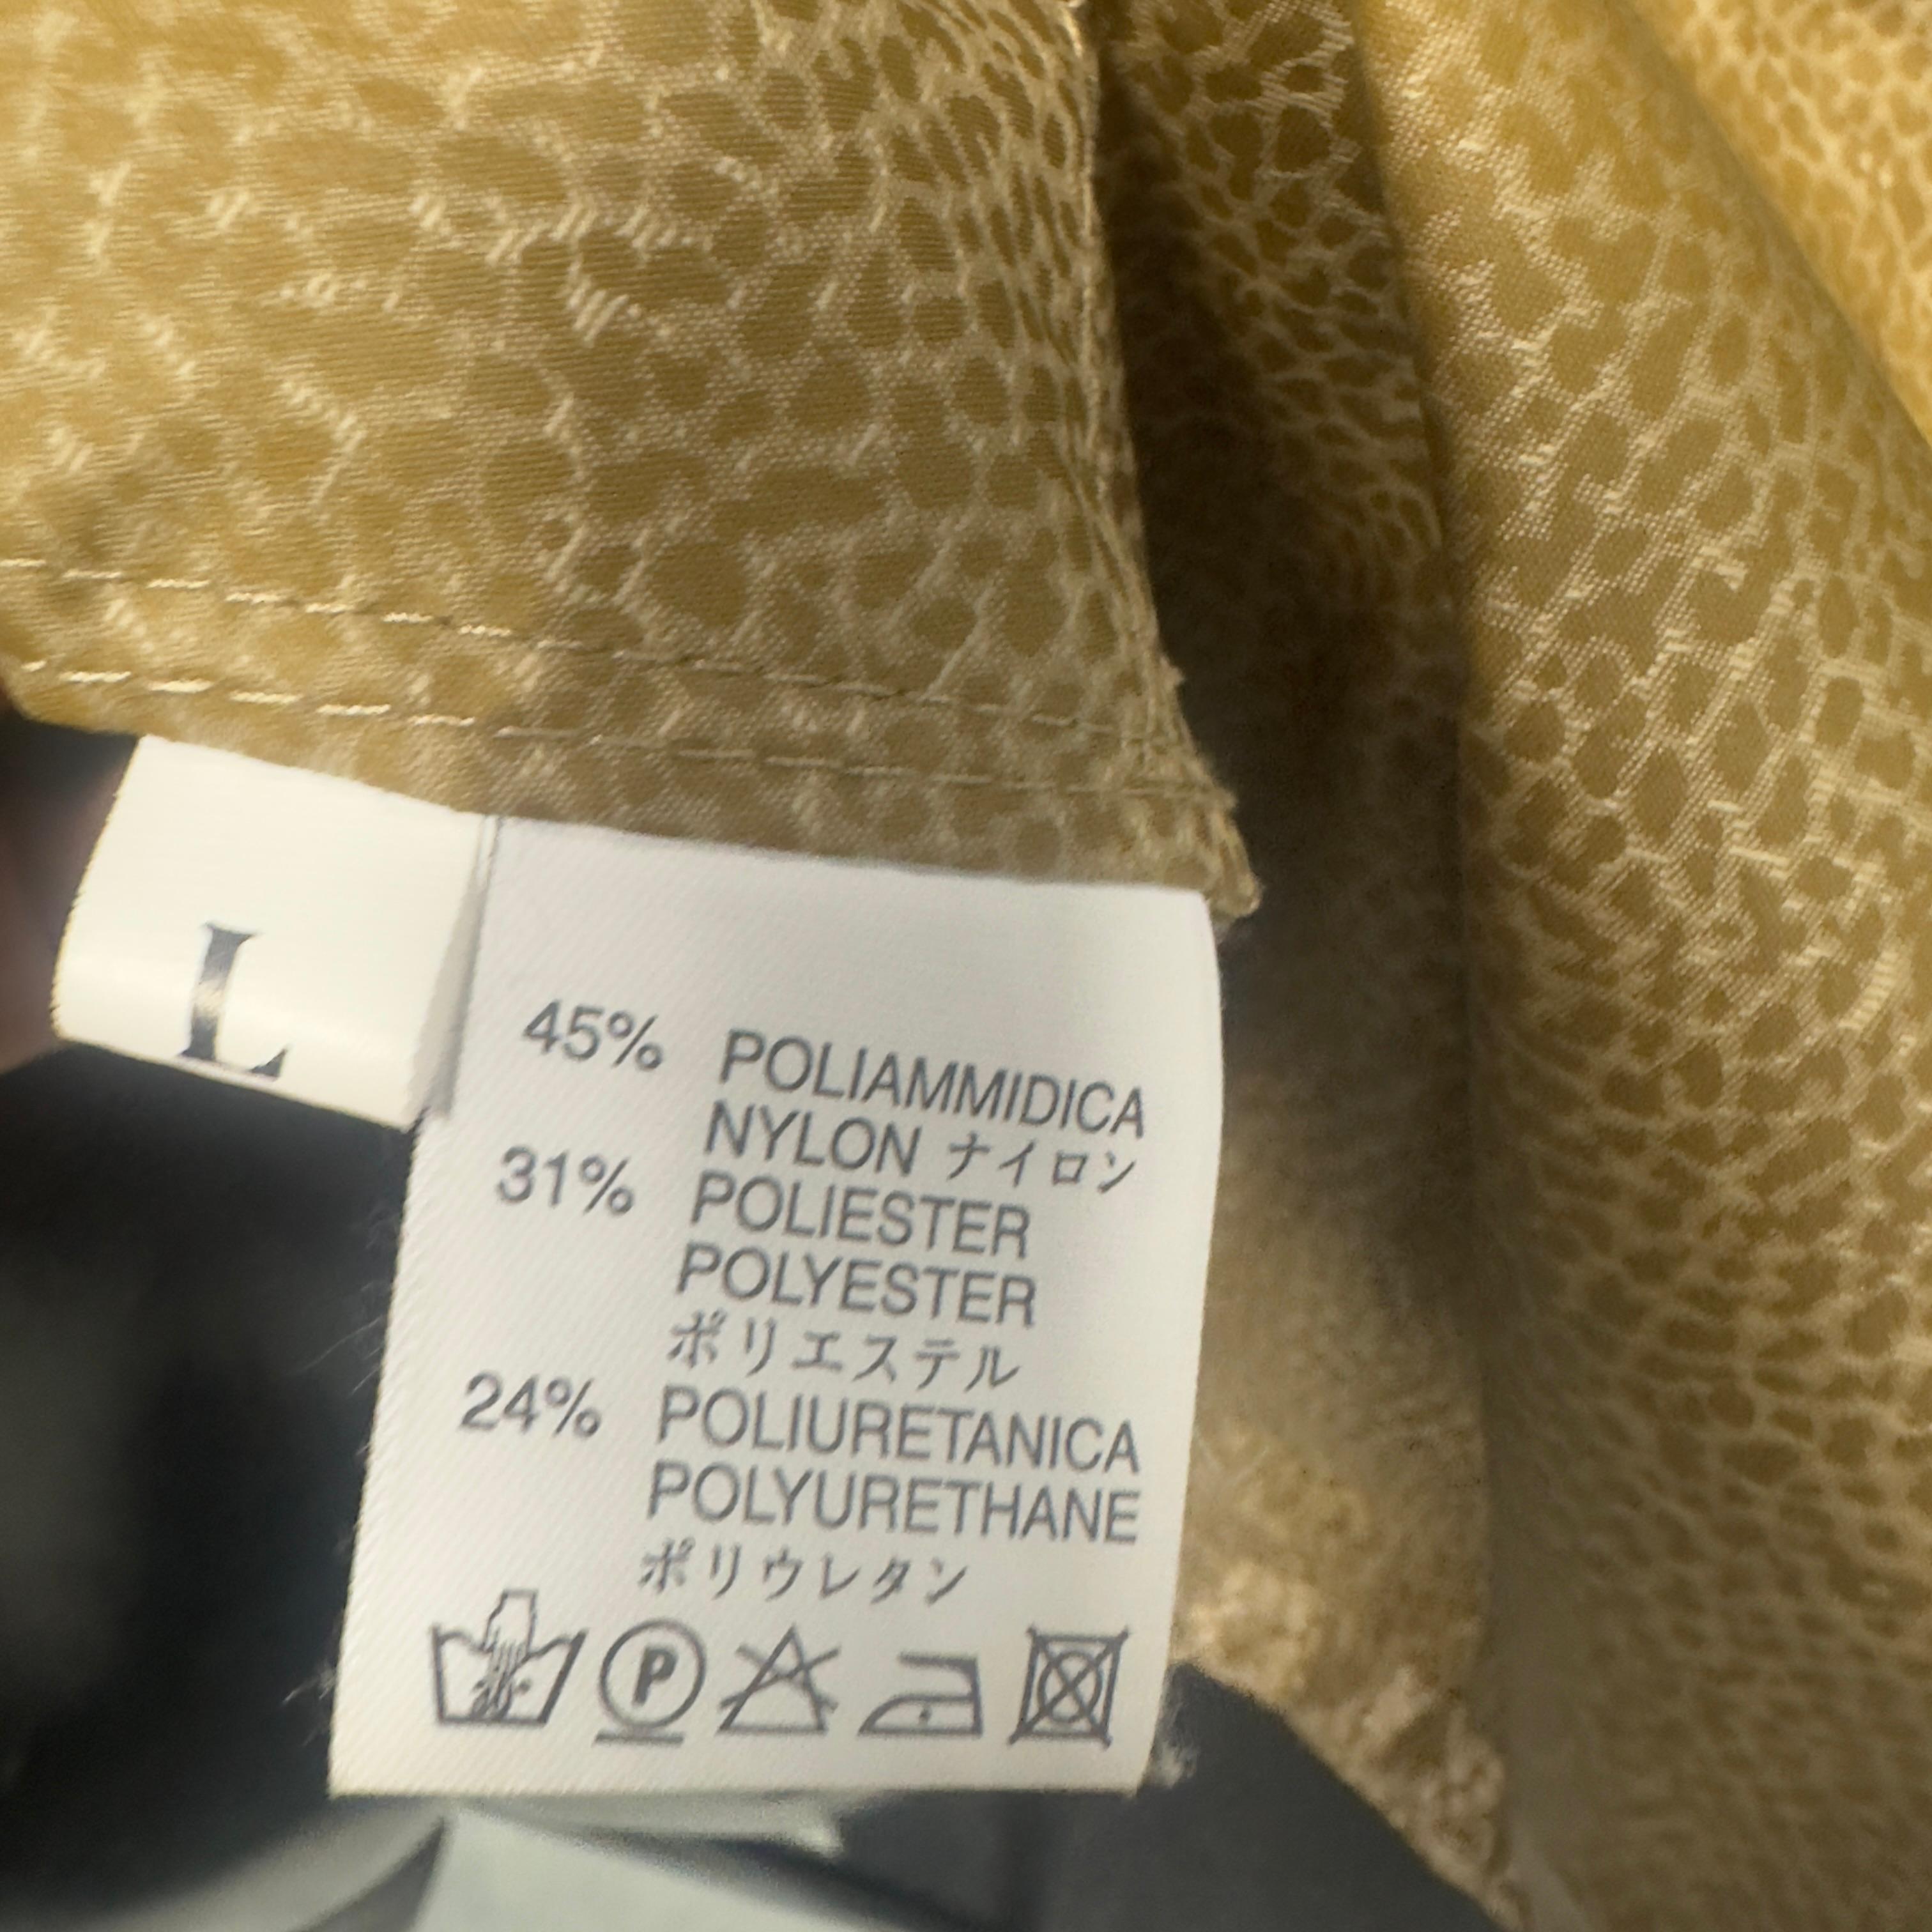 L
45% POLIAMMIDICA
NYLON ナイロン
31% POLIESTER
POLYESTER
ポリエステル
24% POLIURETANICA
POLYURETHANE
ポリウレタン
30° P